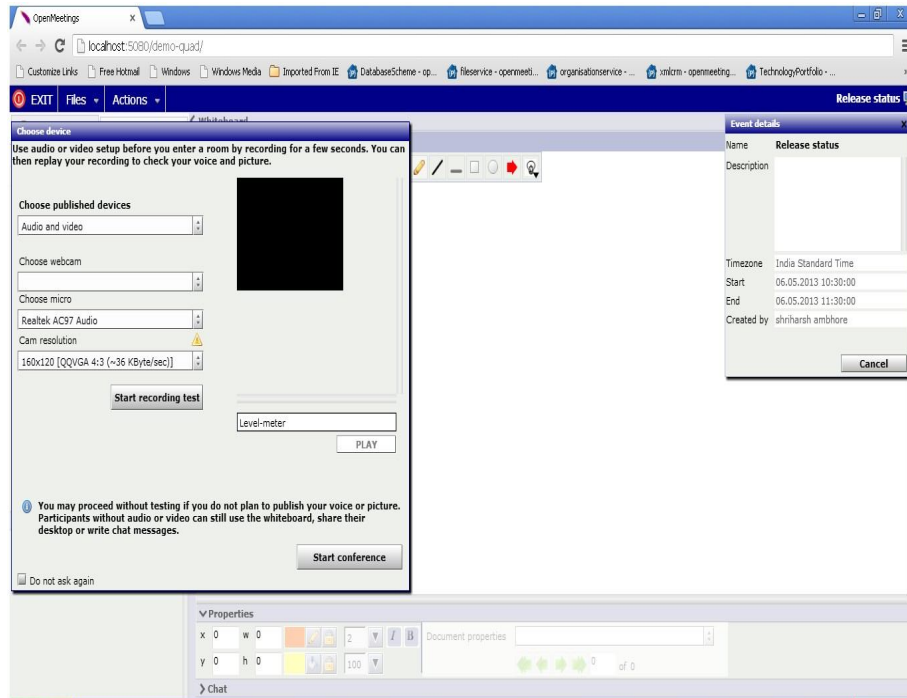 OpenMeetings x
localhost:5080/demo-quad/
Customize Links Free Hotmail Windows Windows Media Imported From IE DatabaseScheme - op... fileservice - openmeeti... organisationservice - ... xmlcrm - openmeeting... TechnologyPortfolio - ...
EXIT Files Actions Release status
Whiteboard
Choose device
Use audio or video setup before you enter a room by recording for a few seconds. You can
then replay your recording to check your voice and picture.
Choose published devices
Audio and video
Choose webcam
Choose micro
Realtek AC97 Audio
Cam resolution
160x120 [QQVGA 4:3 (~36 KByte/sec)]
Start recording test
Level-meter
PLAY
You may proceed without testing if you do not plan to publish your voice or picture.
Participants without audio or video can still use the whiteboard, share their
desktop or write chat messages.
Start conference
Do not ask again
Event details x
Name Release status
Description
Timezone India Standard Time
Start 06.05.2013 10:30:00
End 06.05.2013 11:30:00
Created by shriharsh ambhore
Cancel
Properties
x 0 w 0 2 I B Document properties
y 0 h 0 100 0 of 0
Chat